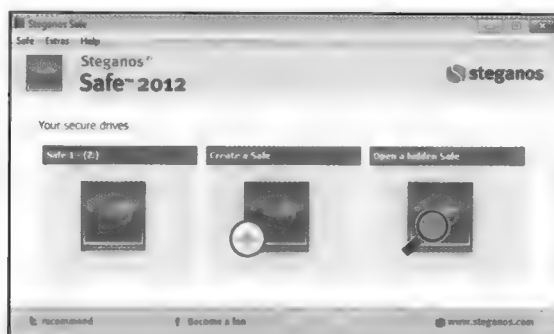 Steganos Safe
Safe Extras Help
Steganos
Safe™ 2012
steganos
Your secure drives
Safe 1 - (Z:)
Create a Safe
Open a hidden Safe
recommend
Become a fan
www.steganos.com